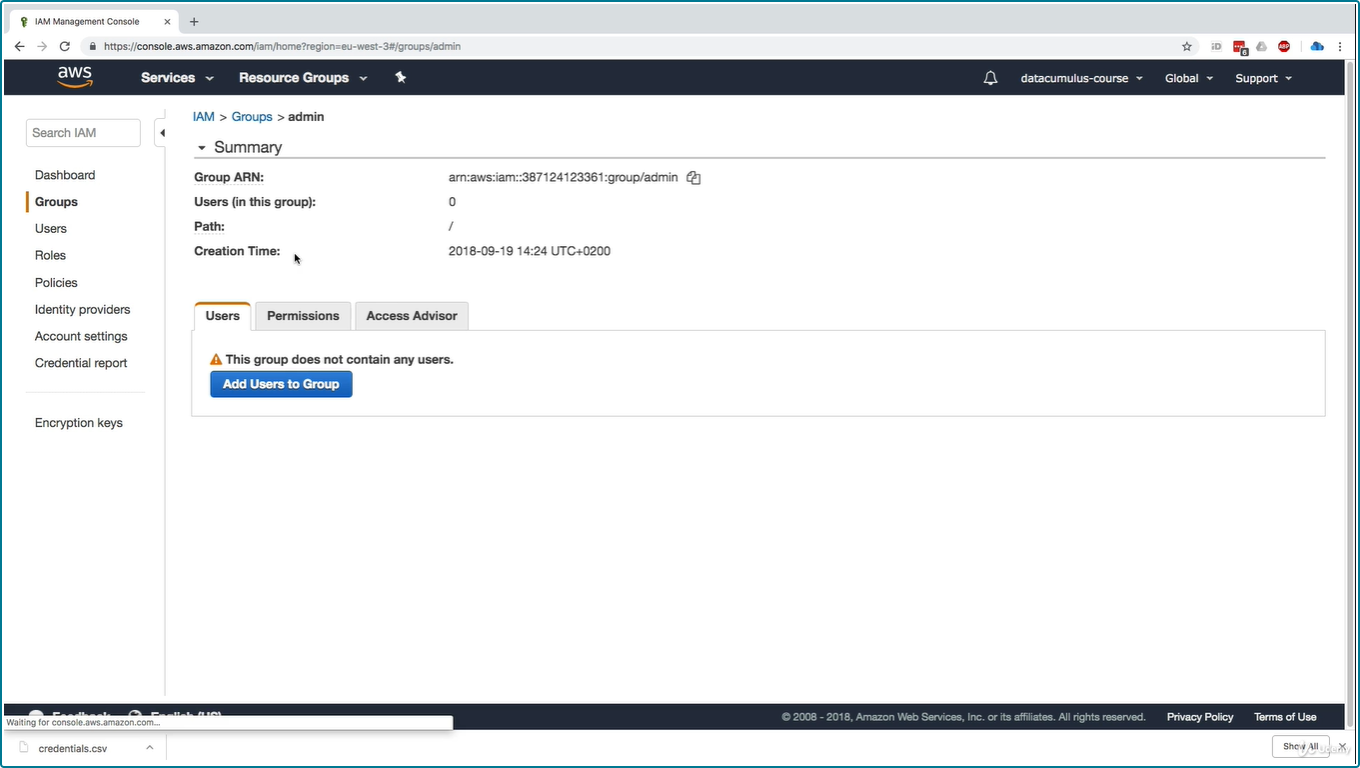 IAM Management Console
https://console.aws.amazon.com/iam/home?region=eu-west-3#/groups/admin
aws Services Resource Groups datacumulus-course Global Support
Search IAM
Dashboard
Groups
Users
Roles
Policies
Identity providers
Account settings
Credential report
Encryption keys
IAM > Groups > admin
Summary
Group ARN: arn:aws:iam::387124123361:group/admin
Users (in this group): 0
Path: /
Creation Time: 2018-09-19 14:24 UTC+0200
Users Permissions Access Advisor
This group does not contain any users.
Add Users to Group
Feedback English (US) © 2008 - 2018, Amazon Web Services, Inc. or its affiliates. All rights reserved. Privacy Policy Terms of Use
Waiting for console.aws.amazon.com...
credentials.csv Show All